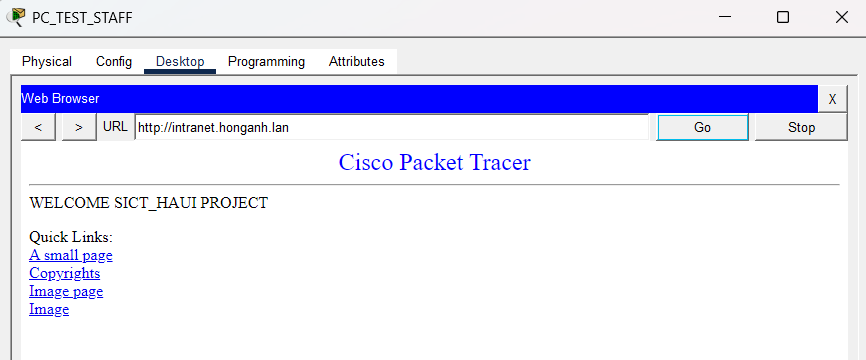 PC_TEST_STAFF
Physical Config Desktop Programming Attributes
Web Browser X
< > URL http://intranet.honganh.lan Go Stop
Cisco Packet Tracer
WELCOME SICT_HAUI PROJECT
Quick Links:
A small page
Copyrights
Image page
Image